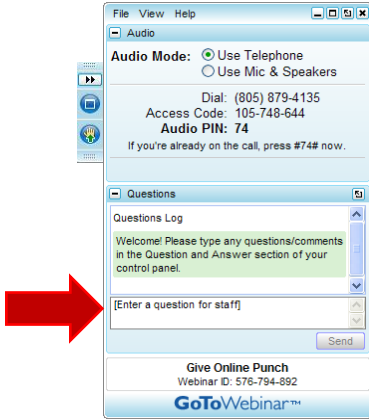 File View Help
Audio
Audio Mode: Use Telephone
Use Mic & Speakers
Dial: (805) 879-4135
Access Code: 105-748-644
Audio PIN: 74
If you're already on the call, press #74# now.
Questions
Questions Log
Welcome! Please type any questions/comments
in the Question and Answer section of your
control panel.
[Enter a question for staff]
Send
Give Online Punch
Webinar ID: 576-794-892
GoToWebinar™